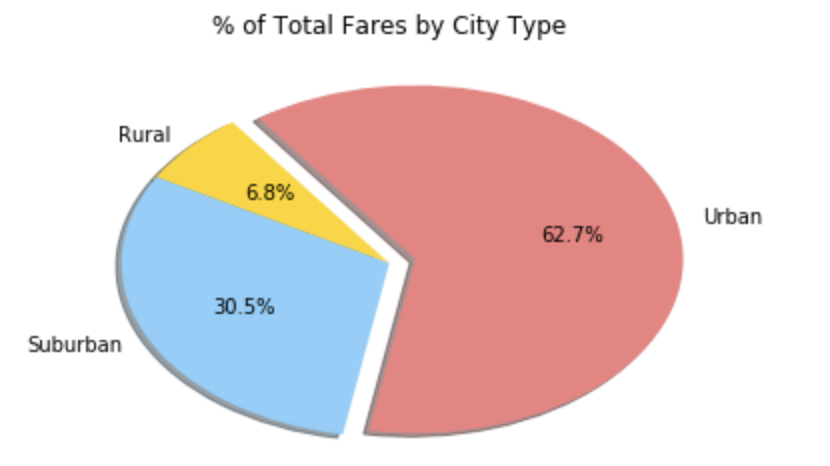 % of Total Fares by City Type
Rural
6.8%
Urban
62.7%
30.5%
Suburban